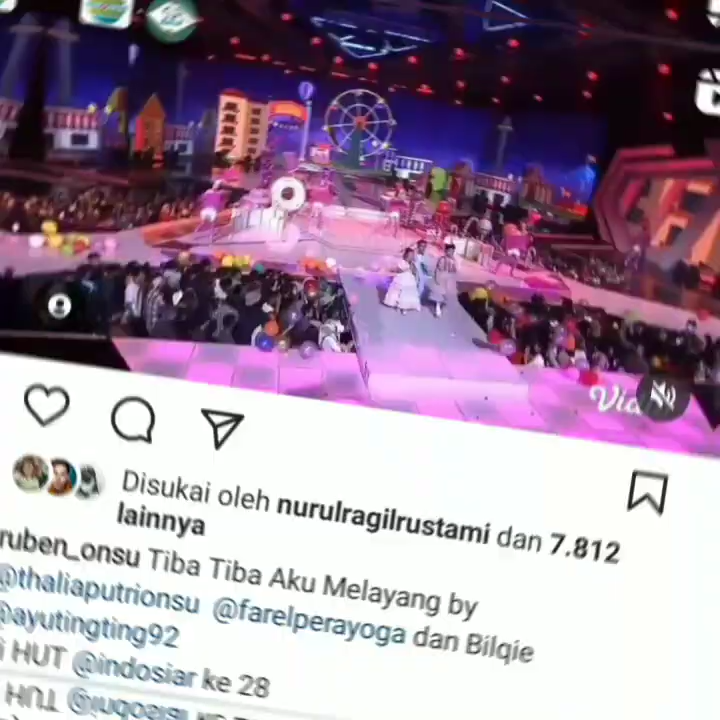 Disukai oleh nurulragilrustami dan 7.812
lainnya
ruben_onsu Tiba Tiba Aku Melayang by
@thaliaputrionsu @farelperayoga dan Bilqie
@ayutingting92
i HUT @indosiar ke 28